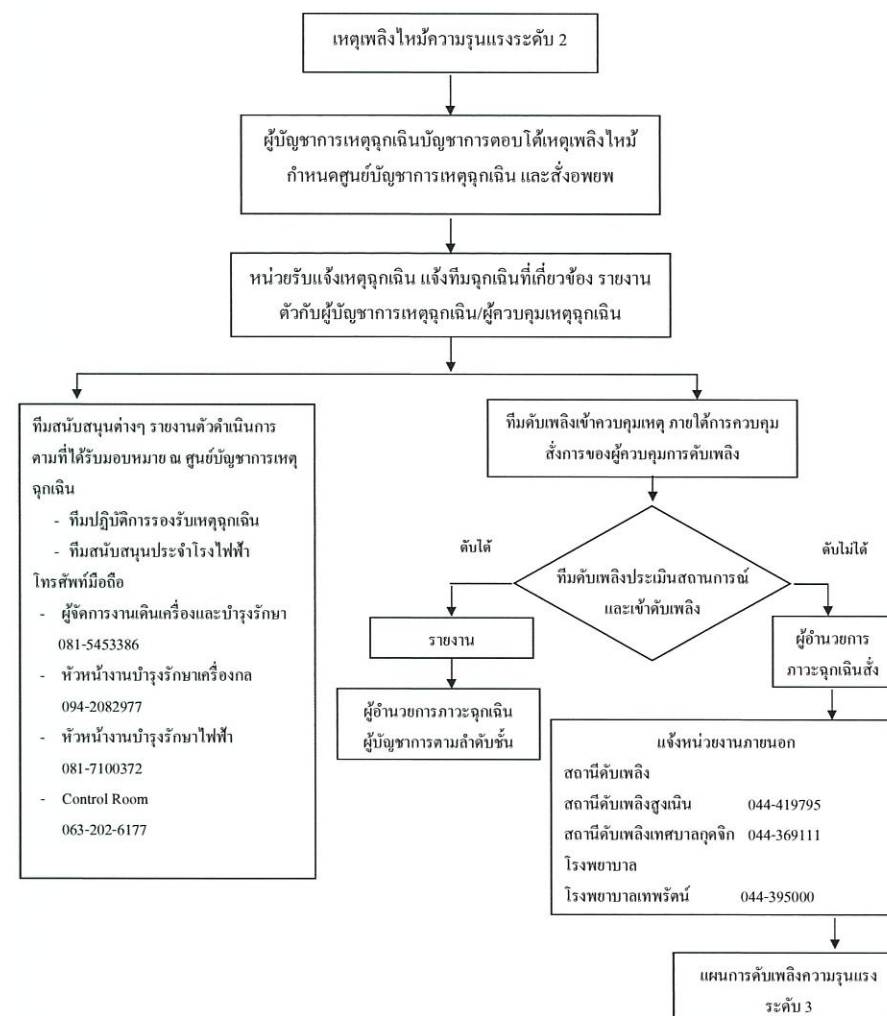 เหตุเพลิงไหม้ความรุนแรงระดับ 2
ผู้บัญชาการเหตุฉุกเฉินบัญชาการตอบโต้เหตุเพลิงไหม้
กำหนดศูนย์บัญชาการเหตุฉุกเฉิน และสั่งอพยพ
หน่วยรับแจ้งเหตุฉุกเฉิน แจ้งทีมฉุกเฉินที่เกี่ยวข้อง รายงาน
ตัวกับผู้บัญชาการเหตุฉุกเฉิน/ผู้ควบคุมเหตุฉุกเฉิน
ทีมสนับสนุนต่างๆ รายงานตัวดำเนินการ
ตามที่ได้รับมอบหมาย ณ ศูนย์บัญชาการเหตุ
ฉุกเฉิน
- ทีมปฏิบัติการรองรับเหตุฉุกเฉิน
- ทีมสนับสนุนประจำโรงไฟฟ้า
โทรศัพท์มือถือ
- ผู้จัดการงานเดินเครื่องและบำรุงรักษา
081-5453386
- หัวหน้างานบำรุงรักษาเครื่องกล
094-2082977
- หัวหน้างานบำรุงรักษาไฟฟ้า
081-7100372
- Control Room
063-202-6177
ทีมดับเพลิงเข้าควบคุมเหตุ ภายใต้การควบคุม
สั่งการของผู้ควบคุมการดับเพลิง
ดับได้
ดับไม่ได้
ทีมดับเพลิงประเมินสถานการณ์
และเข้าดับเพลิง
รายงาน
ผู้อำนวยการภาวะฉุกเฉิน
ผู้บัญชาการตามลำดับชั้น
ผู้อำนวยการ
ภาวะฉุกเฉินสั่ง
แจ้งหน่วยงานภายนอก
สถานีดับเพลิง
สถานีดับเพลิงสูงเนิน 044-419795
สถานีดับเพลิงเทศบาลกุดจิก 044-369111
โรงพยาบาล
โรงพยาบาลเทพรัตน์ 044-395000
แผนการดับเพลิงความรุนแรง
ระดับ 3